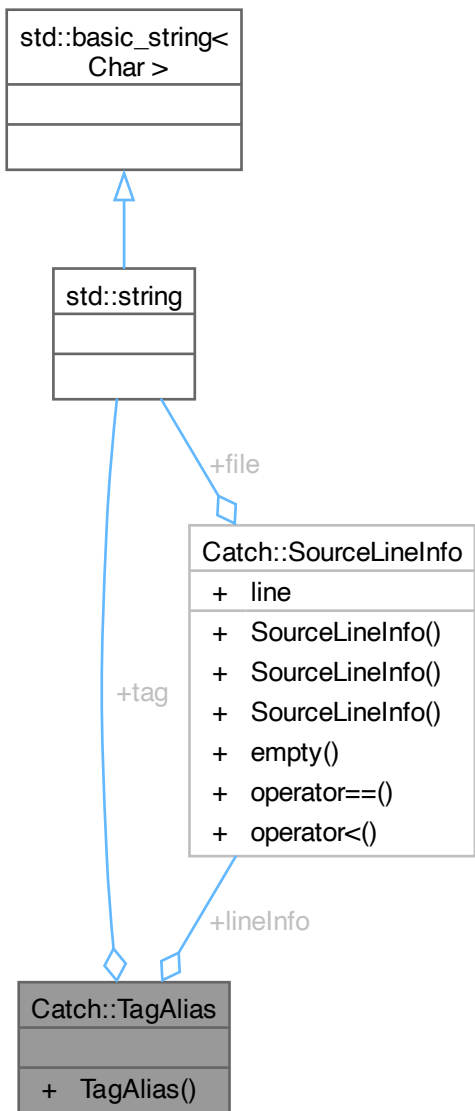 std::basic_string<
Char >
std::string
+file
Catch::SourceLineInfo
+ line
+ SourceLineInfo()
+ SourceLineInfo()
+ SourceLineInfo()
+ empty()
+ operator==()
+ operator<()
+tag
+lineInfo
Catch::TagAlias
+ TagAlias()